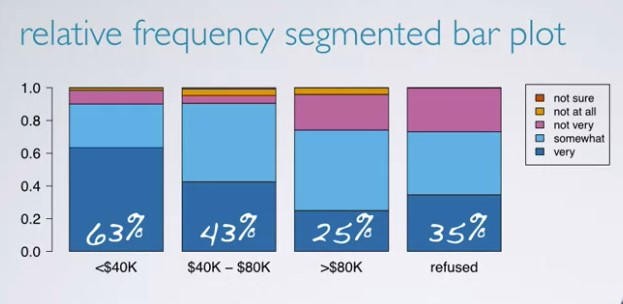 relative frequency segmented bar plot
1.0
0.8
0.6
0.4
0.2
0.0
63%
43%
25%
35%
<$40K
$40K – $80K
>$80K
refused
not sure
not at all
not very
somewhat
very